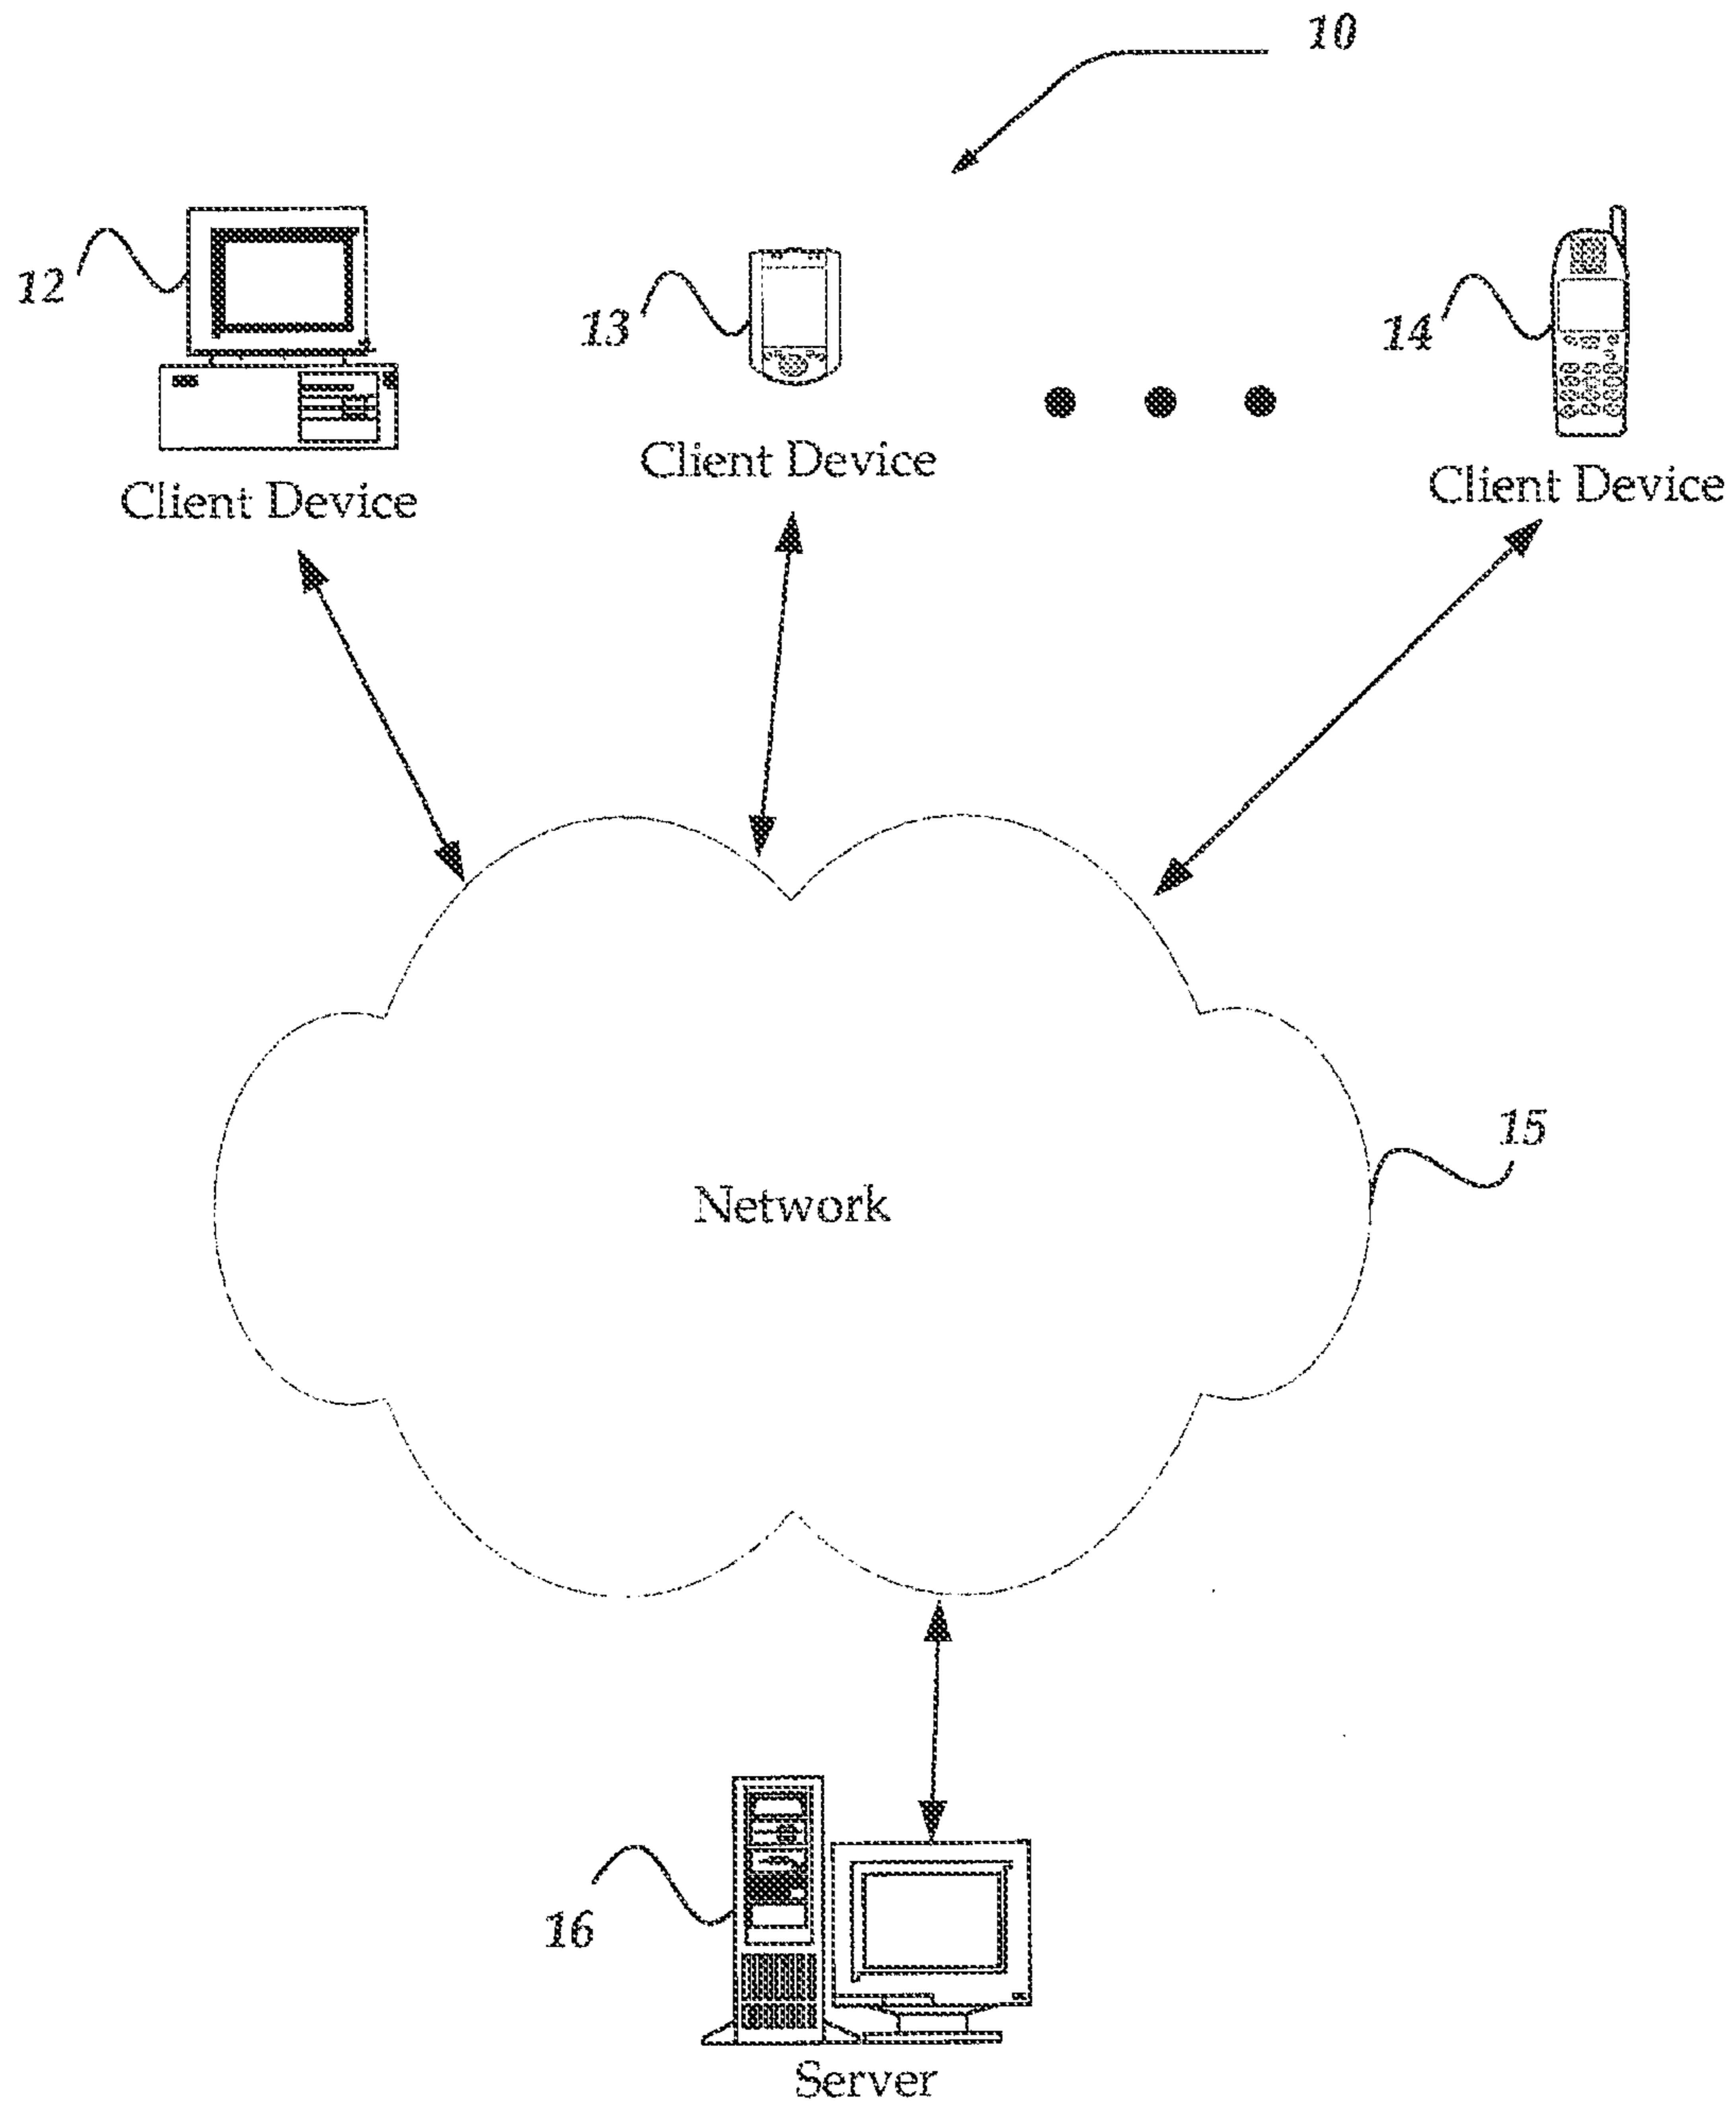 10
12
13
14
Client Device
Client Device
Client Device
15
Network
16
Server